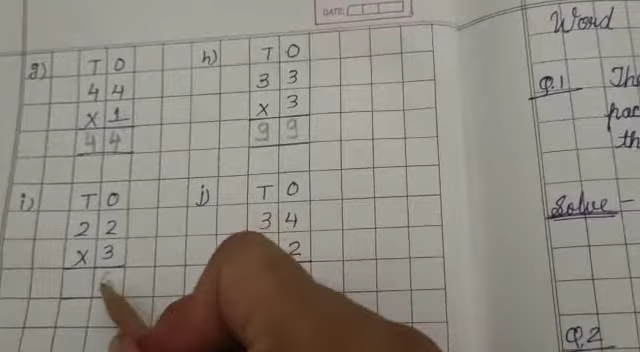 DATE:
g) T O
4 4
x 1
4 4
h) T O
3 3
x 3
9 9
i) T O
2 2
x 3
j) T O
3 4
2
Word
Q.1 The
pac
th
Solve -
Q.2